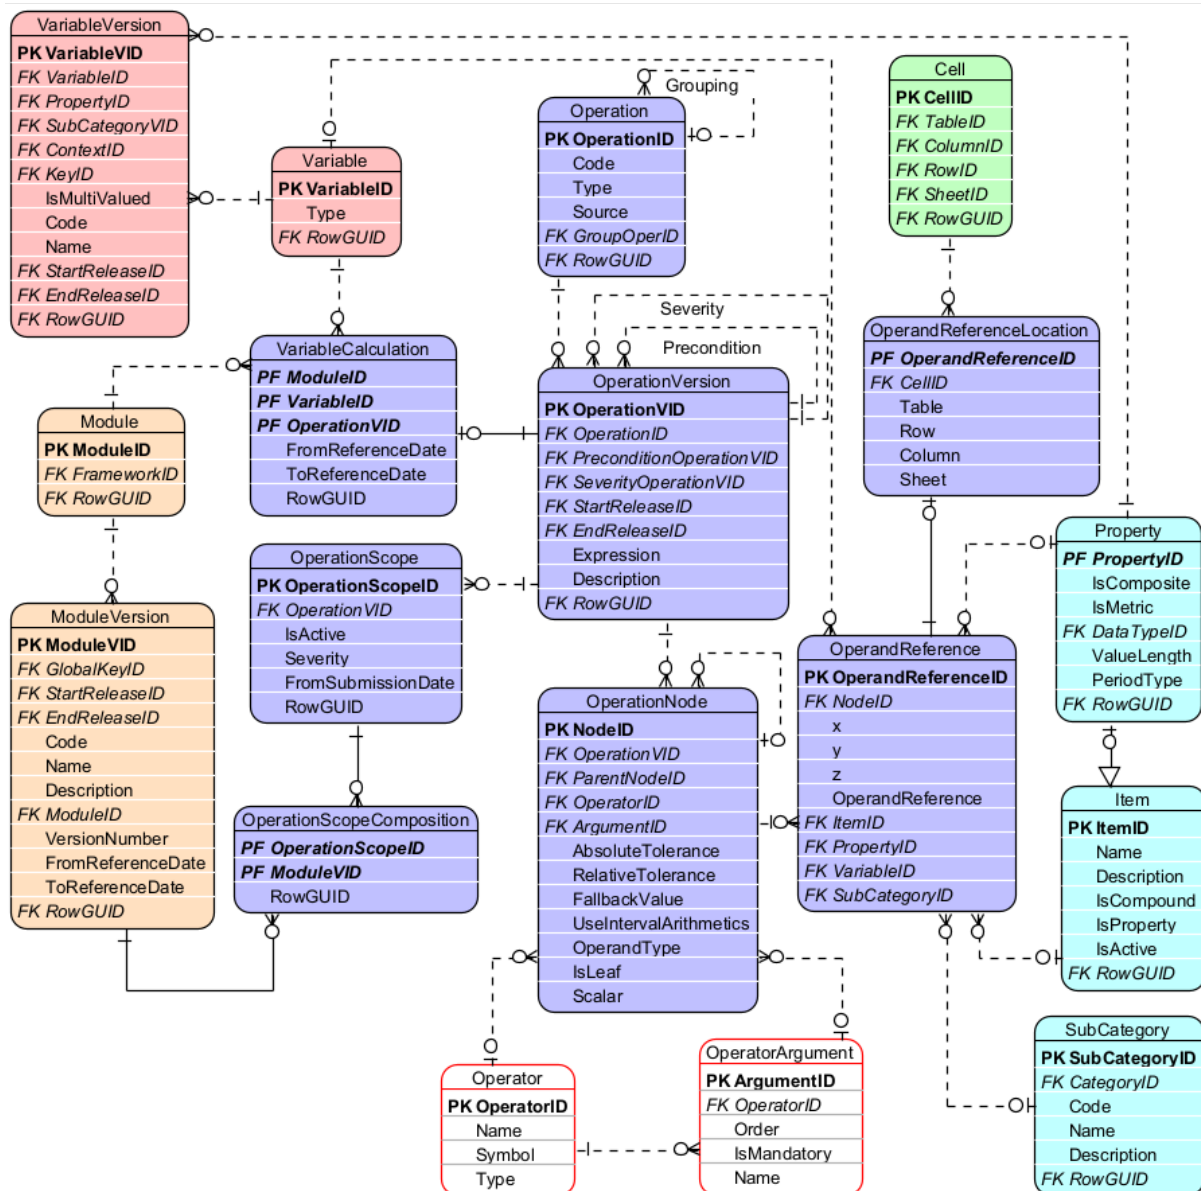 VariableVersion
PK VariableVID
FK VariableID
FK PropertyID
FK SubCategoryVID
FK ContextID
FK KeyID
IsMultiValued
Code
Name
FK StartReleaseID
FK EndReleaseID
FK RowGUID
Variable
PK VariableID
Type
FK RowGUID
Grouping
Operation
PK OperationID
Code
Type
Source
FK GroupOperID
FK RowGUID
Cell
PK CellID
FK TableID
FK ColumnID
FK RowID
FK SheetID
FK RowGUID
Severity
Precondition
VariableCalculation
PF ModuleID
PF VariableID
PF OperationVID
FromReferenceDate
ToReferenceDate
RowGUID
OperationVersion
PK OperationVID
FK OperationID
FK PreconditionOperationVID
FK SeverityOperationVID
FK StartReleaseID
FK EndReleaseID
Expression
Description
FK RowGUID
OperandReferenceLocation
PF OperandReferenceID
FK CellID
Table
Row
Column
Sheet
Module
PK ModuleID
FK FrameworkID
FK RowGUID
OperationScope
PK OperationScopeID
FK OperationVID
IsActive
Severity
FromSubmissionDate
RowGUID
Property
PF PropertyID
IsComposite
IsMetric
FK DataTypeID
ValueLength
PeriodType
FK RowGUID
ModuleVersion
PK ModuleVID
FK GlobalKeyID
FK StartReleaseID
FK EndReleaseID
Code
Name
Description
FK ModuleID
VersionNumber
FromReferenceDate
ToReferenceDate
FK RowGUID
OperationScopeComposition
PF OperationScopeID
PF ModuleVID
RowGUID
OperationNode
PK NodeID
FK OperationVID
FK ParentNodeID
FK OperatorID
FK ArgumentID
AbsoluteTolerance
RelativeTolerance
FallbackValue
UseIntervalArithmetics
OperandType
IsLeaf
Scalar
OperandReference
PK OperandReferenceID
FK NodeID
x
y
z
OperandReference
FK ItemID
FK PropertyID
FK VariableID
FK SubCategoryID
Item
PK ItemID
Name
Description
IsCompound
IsProperty
IsActive
FK RowGUID
Operator
PK OperatorID
Name
Symbol
Type
OperatorArgument
PK ArgumentID
FK OperatorID
Order
IsMandatory
Name
SubCategory
PK SubCategoryID
FK CategoryID
Code
Name
Description
FK RowGUID